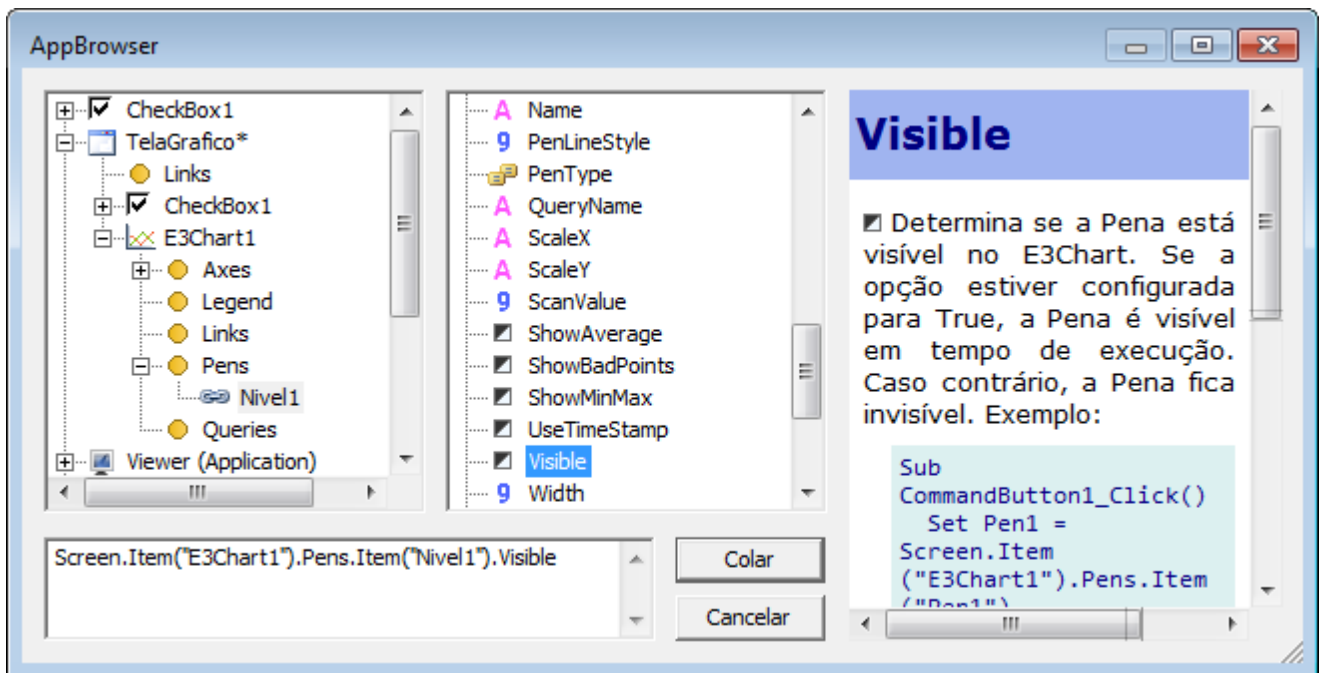 AppBrowser
CheckBox1
TelaGrafico*
Links
CheckBox1
E3Chart1
Axes
Legend
Links
Pens
Nivel1
Queries
Viewer (Application)
Name
PenLineStyle
PenType
QueryName
ScaleX
ScaleY
ScanValue
ShowAverage
ShowBadPoints
ShowMinMax
UseTimeStamp
Visible
Width
Visible
Determina se a Pena está
visível no E3Chart. Se a
opção estiver configurada
para True, a Pena é visível
em tempo de execução.
Caso contrário, a Pena fica
invisível. Exemplo:
Sub
CommandButton1_Click()
Set Pen1 =
Screen.Item
("E3Chart1").Pens.Item
("Pen1")
Screen.Item("E3Chart1").Pens.Item("Nivel1").Visible
Colar
Cancelar